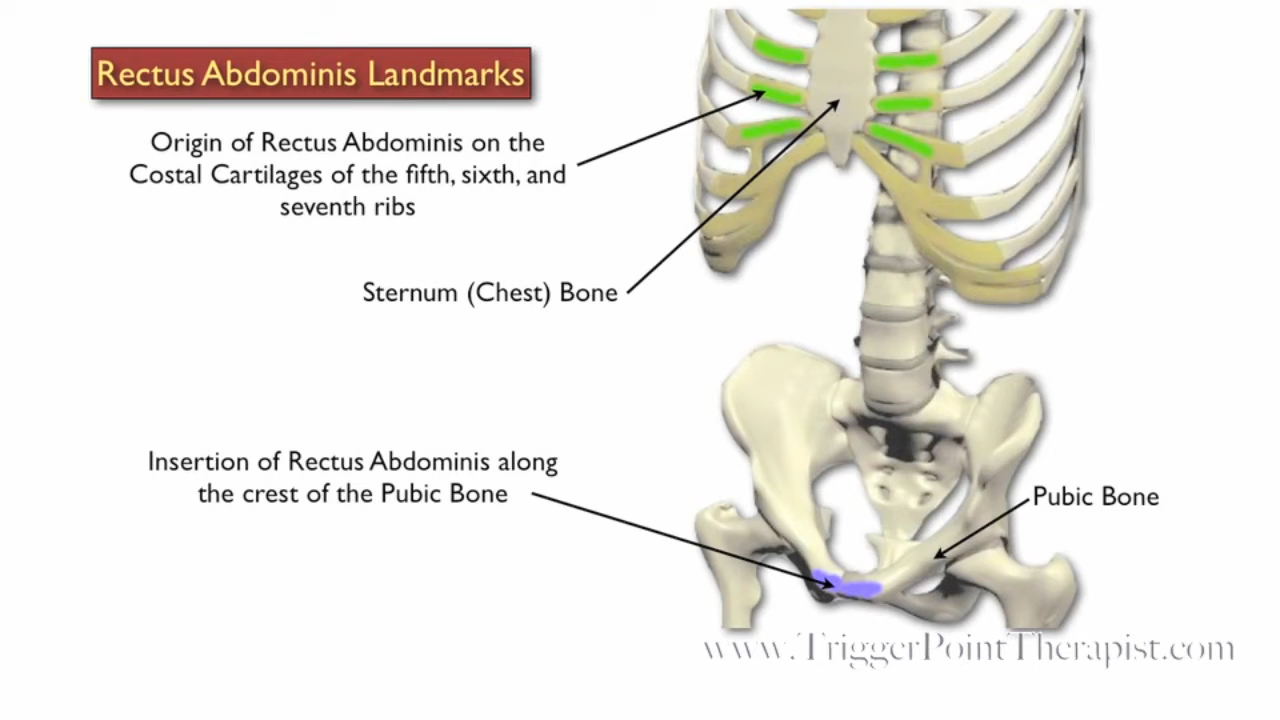 Rectus Abdominis Landmarks
Origin of Rectus Abdominis on the
Costal Cartilages of the fifth, sixth, and
seventh ribs
Sternum (Chest) Bone
Insertion of Rectus Abdominis along
the crest of the Pubic Bone
Pubic Bone
www.TriggerPointTherapist.com